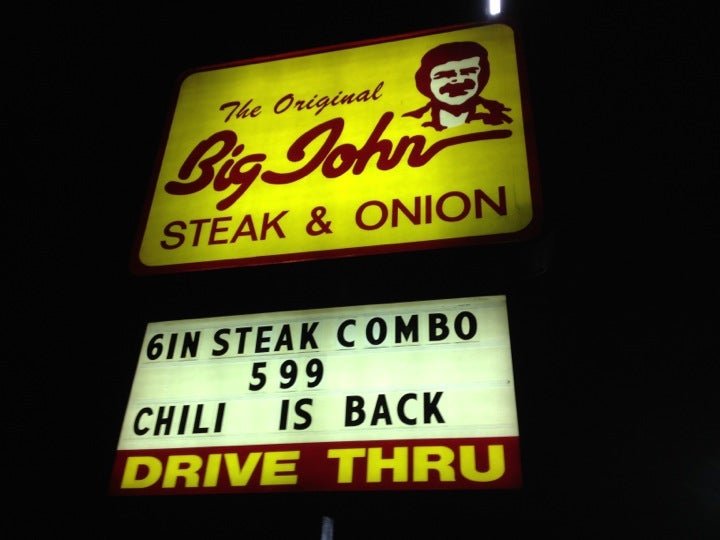 The Original
Big John
STEAK & ONION
6IN STEAK COMBO
599
CHILI IS BACK
DRIVE THRU